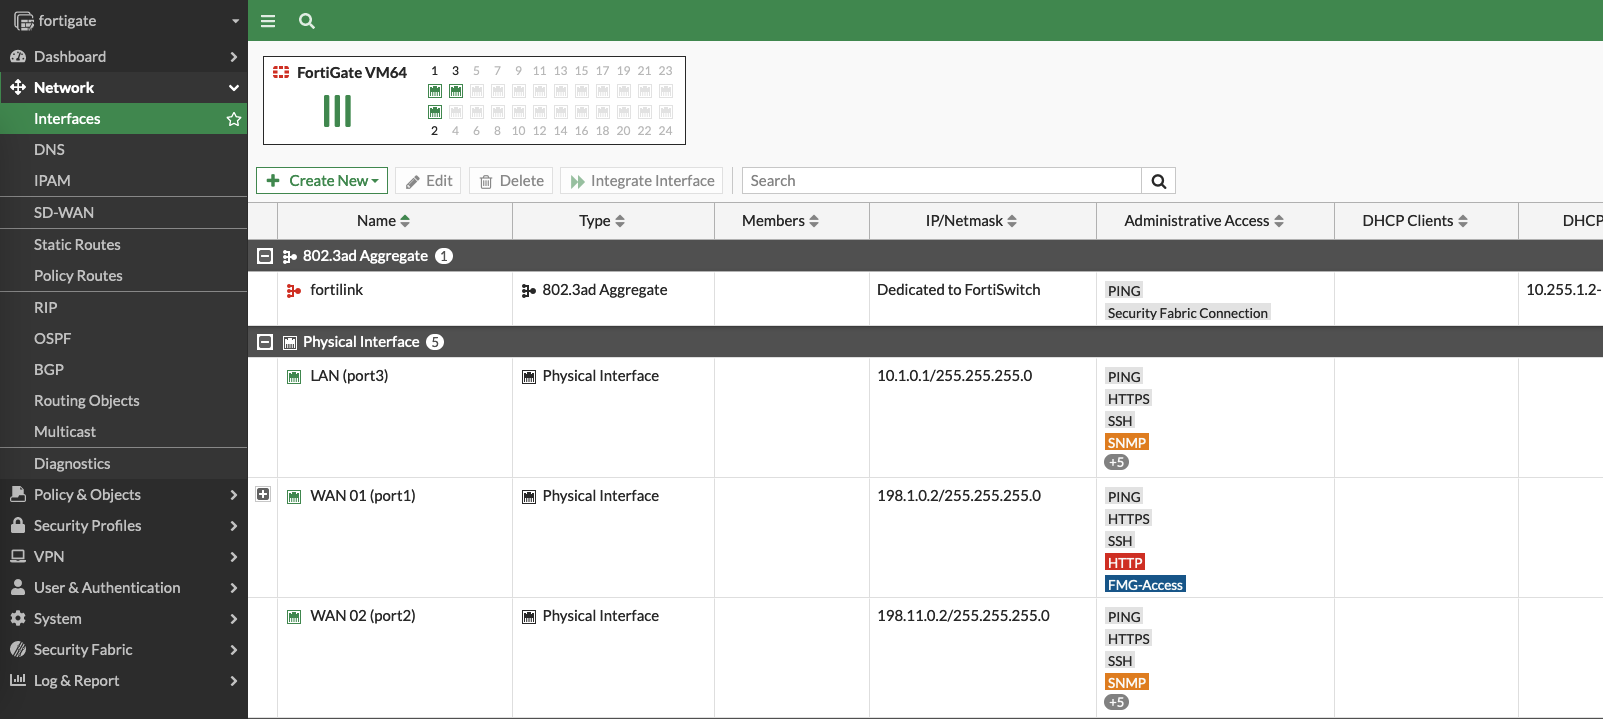 fortigate
Dashboard
Network
Interfaces
DNS
IPAM
SD-WAN
Static Routes
Policy Routes
RIP
OSPF
BGP
Routing Objects
Multicast
Diagnostics
Policy & Objects
Security Profiles
VPN
User & Authentication
System
Security Fabric
Log & Report
FortiGate VM64
1 3 5 7 9 11 13 15 17 19 21 23
2 4 6 8 10 12 14 16 18 20 22 24
Create New Edit Delete Integrate Interface Search
Name Type Members IP/Netmask Administrative Access DHCP Clients DHCP
802.3ad Aggregate 1
fortilink 802.3ad Aggregate Dedicated to FortiSwitch PING 10.255.1.2-
Security Fabric Connection
Physical Interface 5
LAN (port3) Physical Interface 10.1.0.1/255.255.255.0 PING
HTTPS
SSH
SNMP
+5
WAN 01 (port1) Physical Interface 198.1.0.2/255.255.255.0 PING
HTTPS
SSH
HTTP
FMG-Access
WAN 02 (port2) Physical Interface 198.11.0.2/255.255.255.0 PING
HTTPS
SSH
SNMP
+5